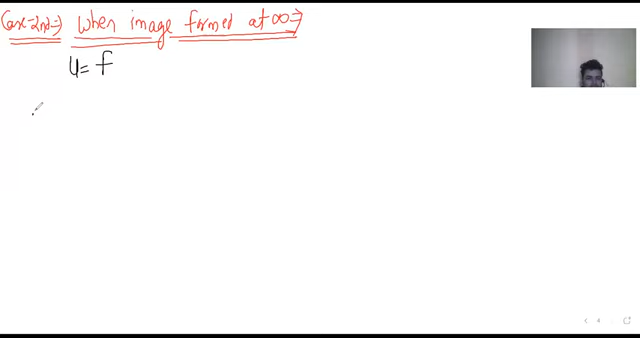 Case-2nd⇒ When image formed at ∞⇒
u= f